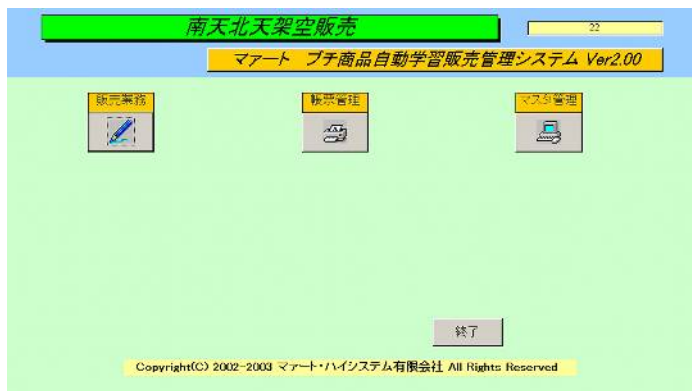 南天北天架空販売
22
マァート プチ商品自動学習販売管理システム Ver2.00
販売業務
帳票管理
マスタ管理
終了
Copyright(C) 2002-2003 マァート・ハイシステム有限会社 All Rights Reserved